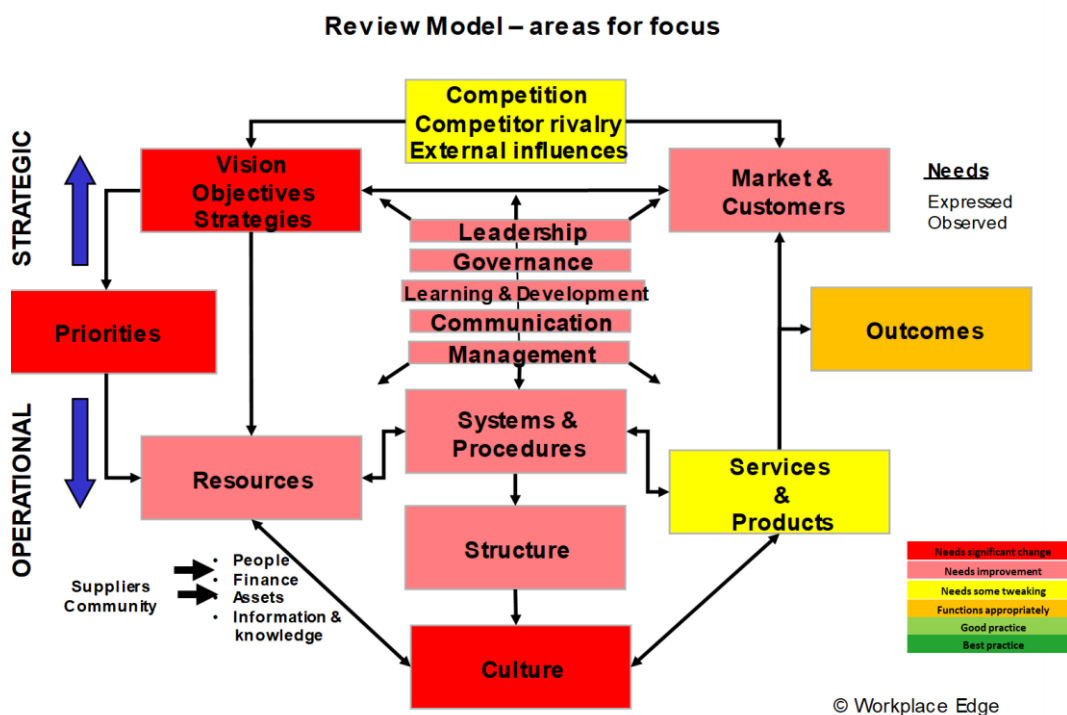 Review Model – areas for focus
Competition
Competitor rivalry
External influences
STRATEGIC
Vision
Objectives
Strategies
Market &
Customers
Needs
Expressed
Observed
Leadership
Governance
Learning & Development
Communication
Management
Priorities
Outcomes
OPERATIONAL
Resources
Systems &
Procedures
Services
&
Products
Structure
Suppliers
Community
• People
• Finance
• Assets
• Information &
knowledge
Culture
Needs significant change
Needs improvement
Needs some tweaking
Functions appropriately
Good practice
Best practice
© Workplace Edge